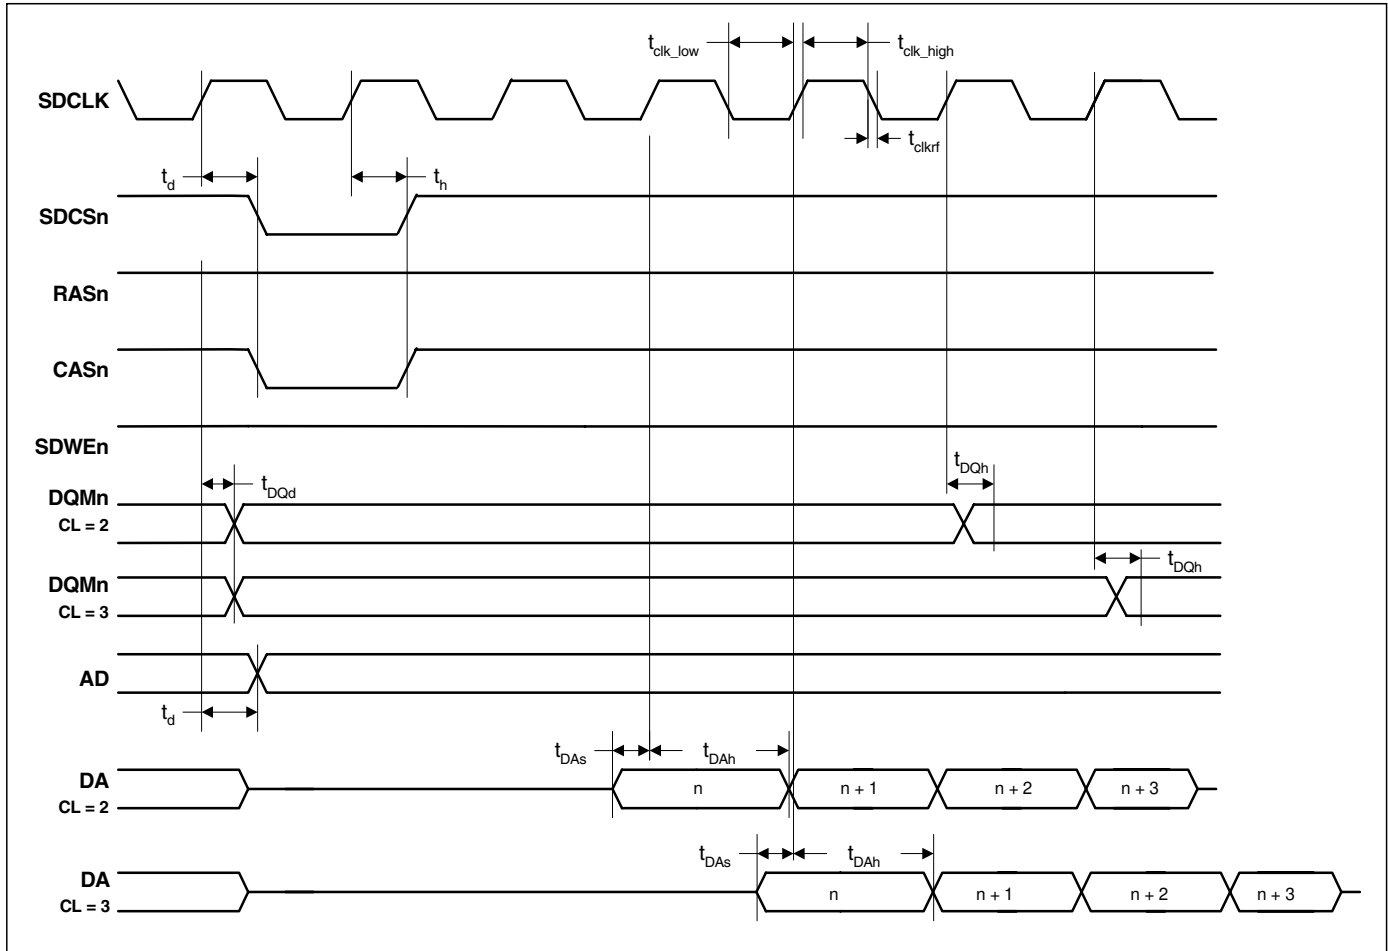 t_clk_low
t_clk_high
SDCLK
t_clkrf
t_d
t_h
SDCSn
RASn
CASn
SDWEn
t_DQh
t_DQd
DQMn
CL = 2
t_DQh
DQMn
CL = 3
AD
t_d
t_DAs
t_DAh
DA
n
n + 1
n + 2
n + 3
CL = 2
t_DAs
t_DAh
DA
n
n + 1
n + 2
n + 3
CL = 3